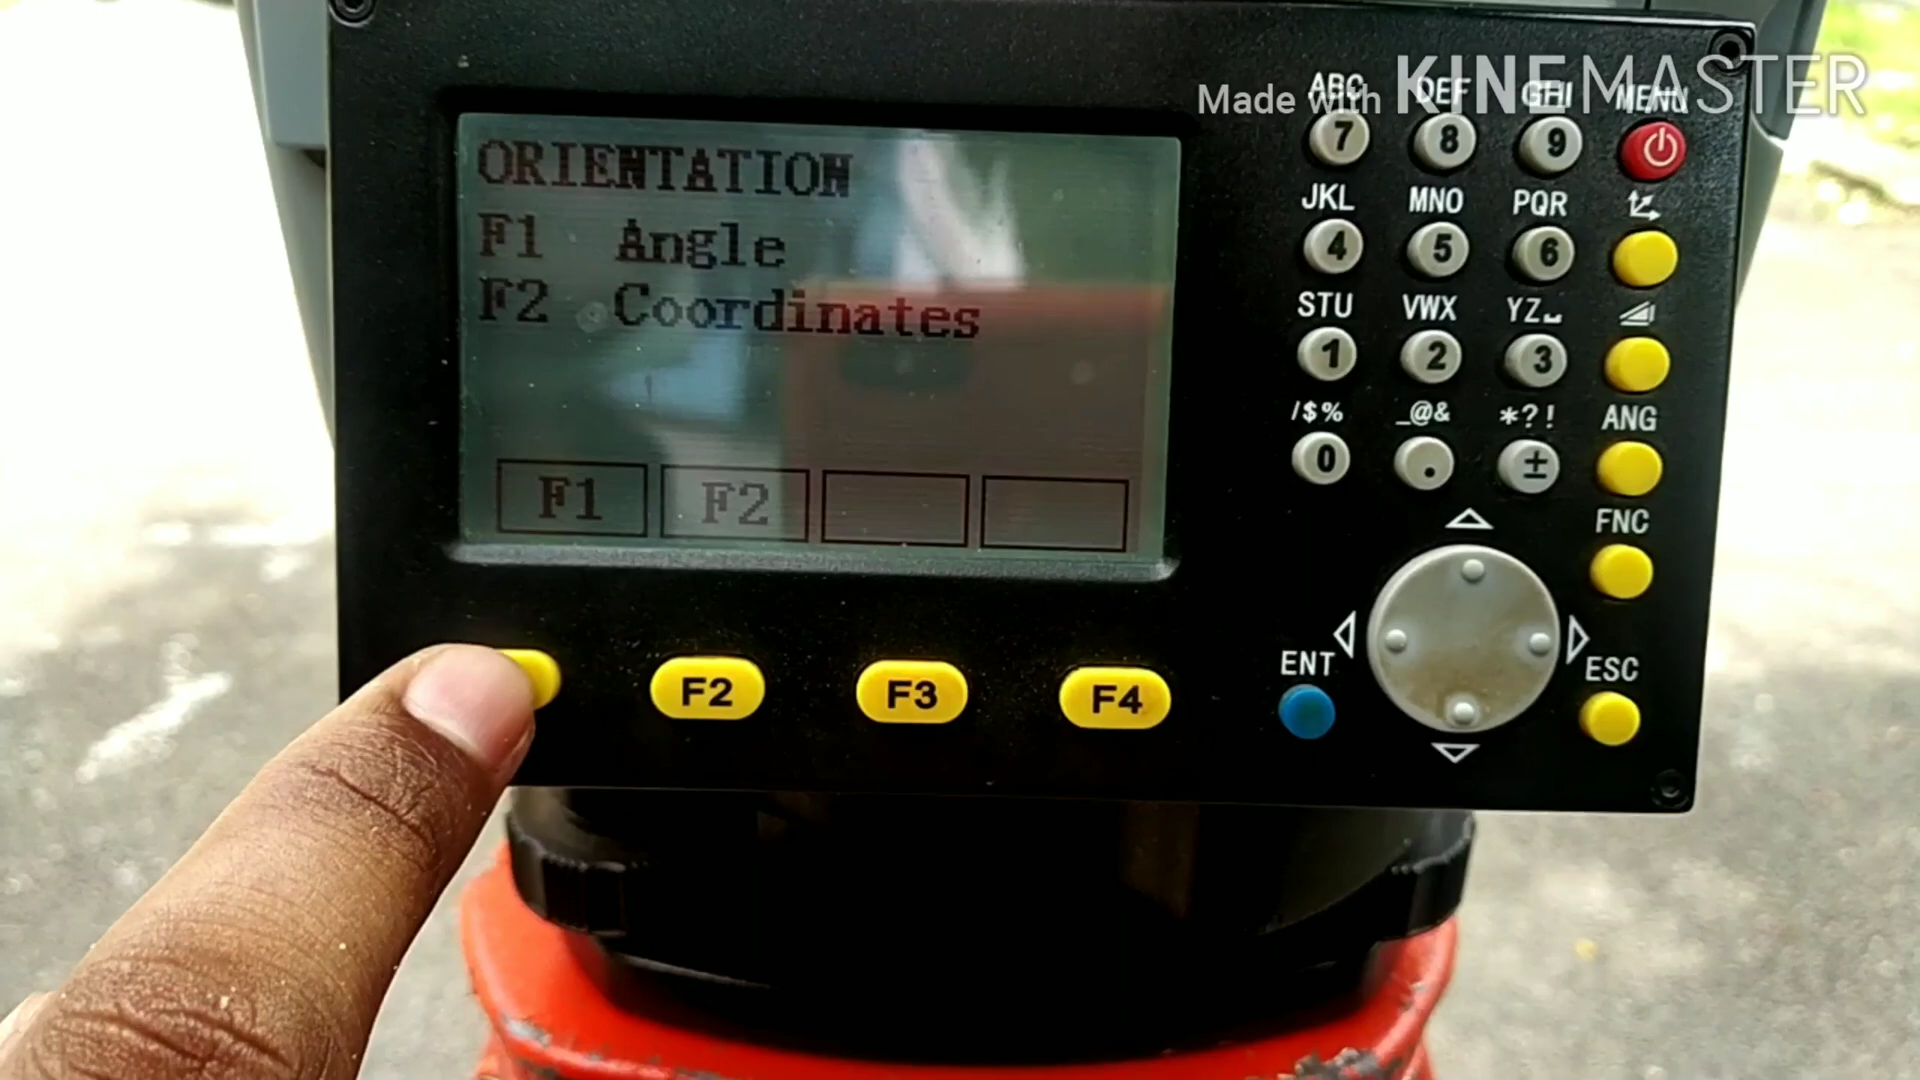 Made with KINEMASTER
ORIENTATION
F1 Angle
F2 Coordinates
F1 F2
F2 F3 F4
ABC DEF GHI MENU
7 8 9
JKL MNO PQR
4 5 6
STU VWX YZ␣
1 2 3
/$% _@& *?! ANG
0 . ±
FNC
ENT
ESC